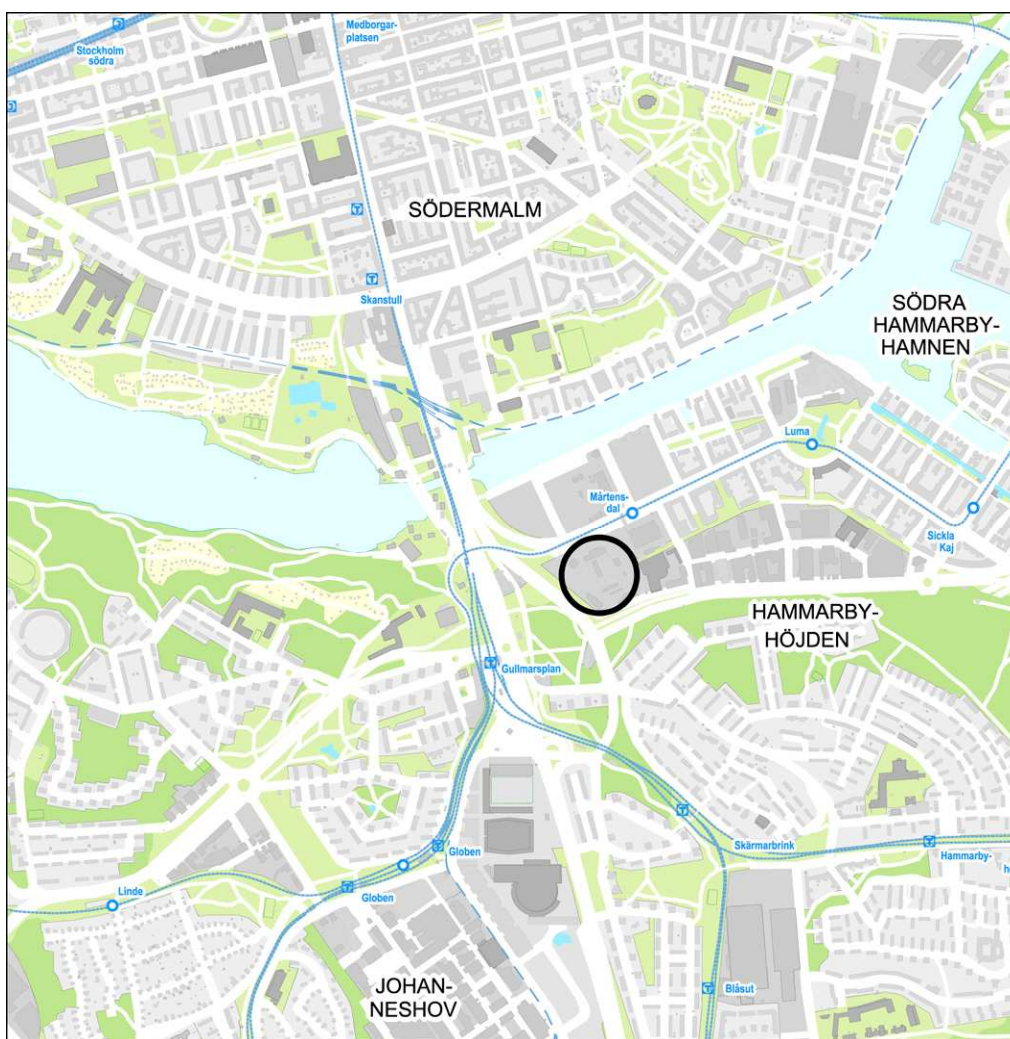 Medborgar-
platsen
Stockholm
södra
SÖDERMALM
Skanstull
SÖDRA
HAMMARBY-
HAMNEN
Luma
Mårtens-
dal
Sickla
Kaj
HAMMARBY-
HÖJDEN
Gullmarsplan
Skärmarbrink
Hammarby-
h
Globen
Linde
Globen
JOHAN-
NESHOV
Blåsut